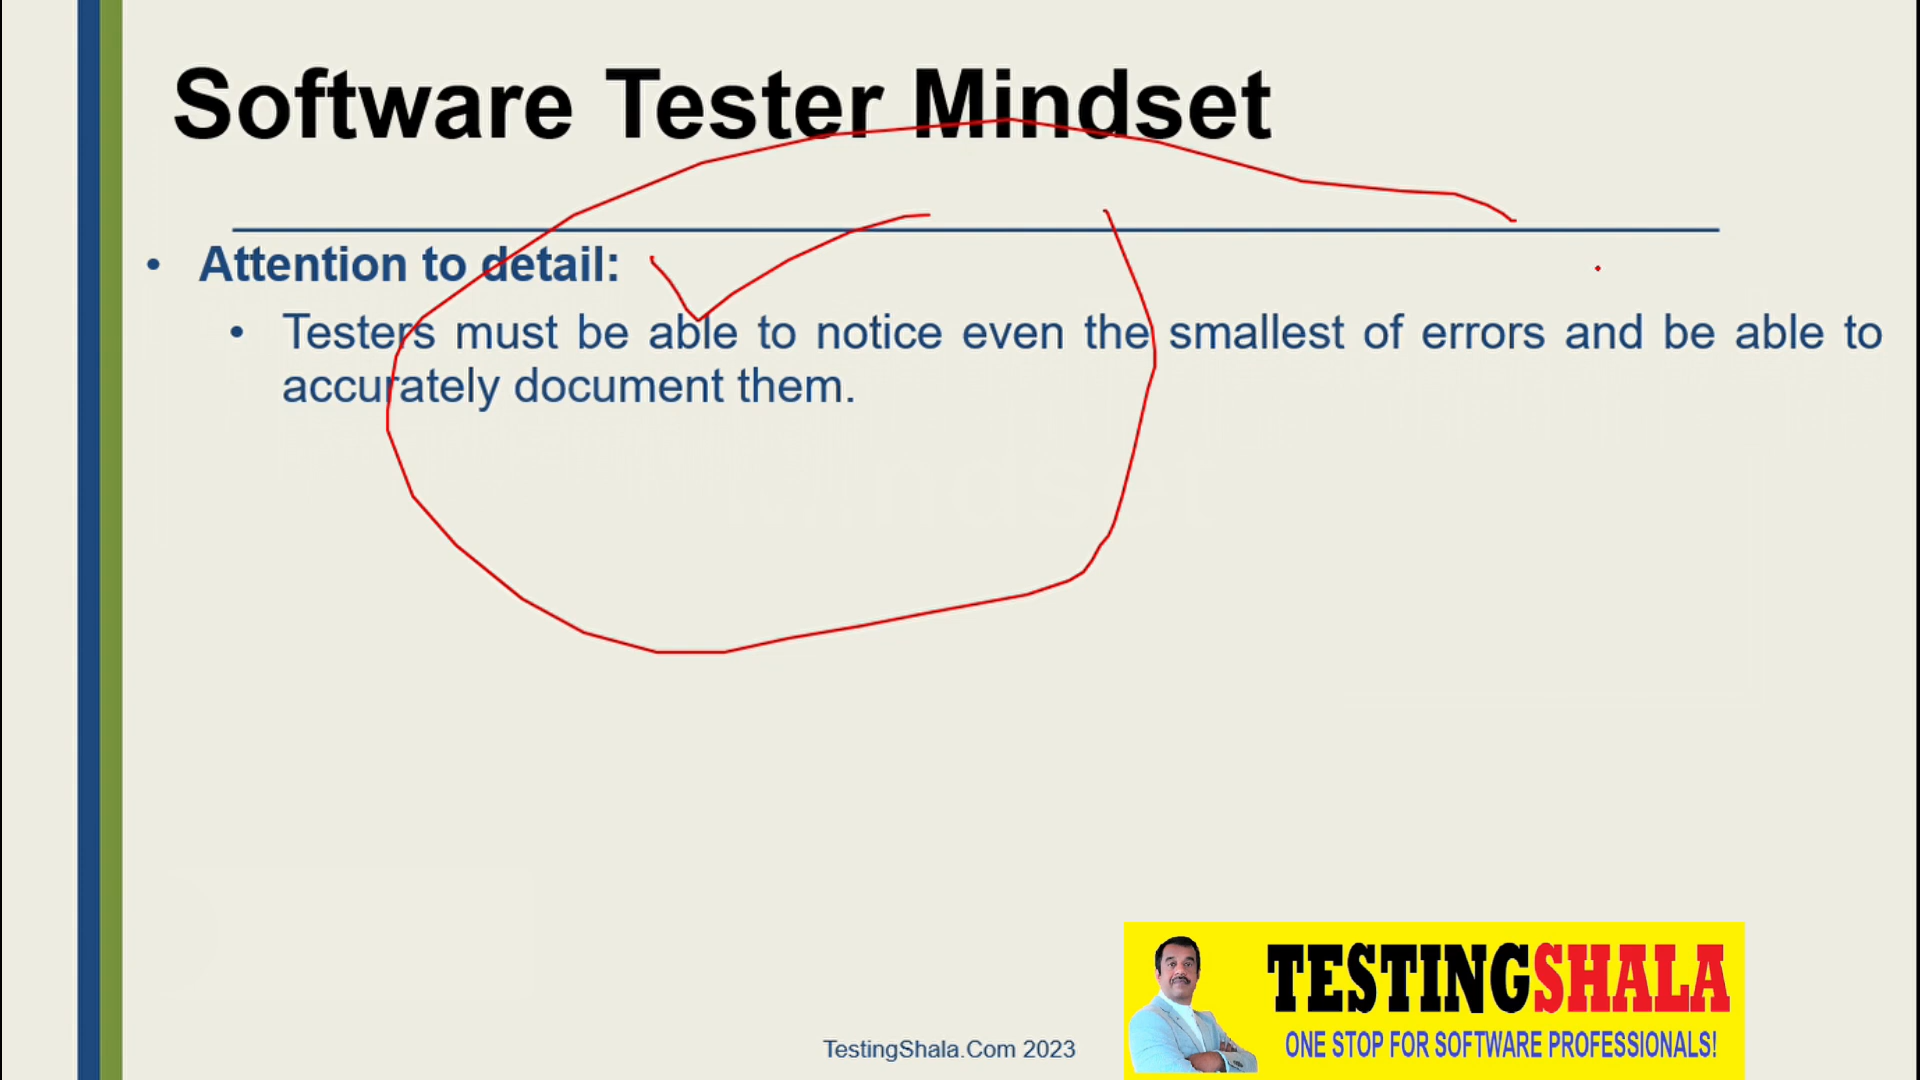 Software Tester Mindset
• Attention to detail:
• Testers must be able to notice even the smallest of errors and be able to
accurately document them.
TESTINGSHALA
ONE STOP FOR SOFTWARE PROFESSIONALS!
TestingShala.Com 2023